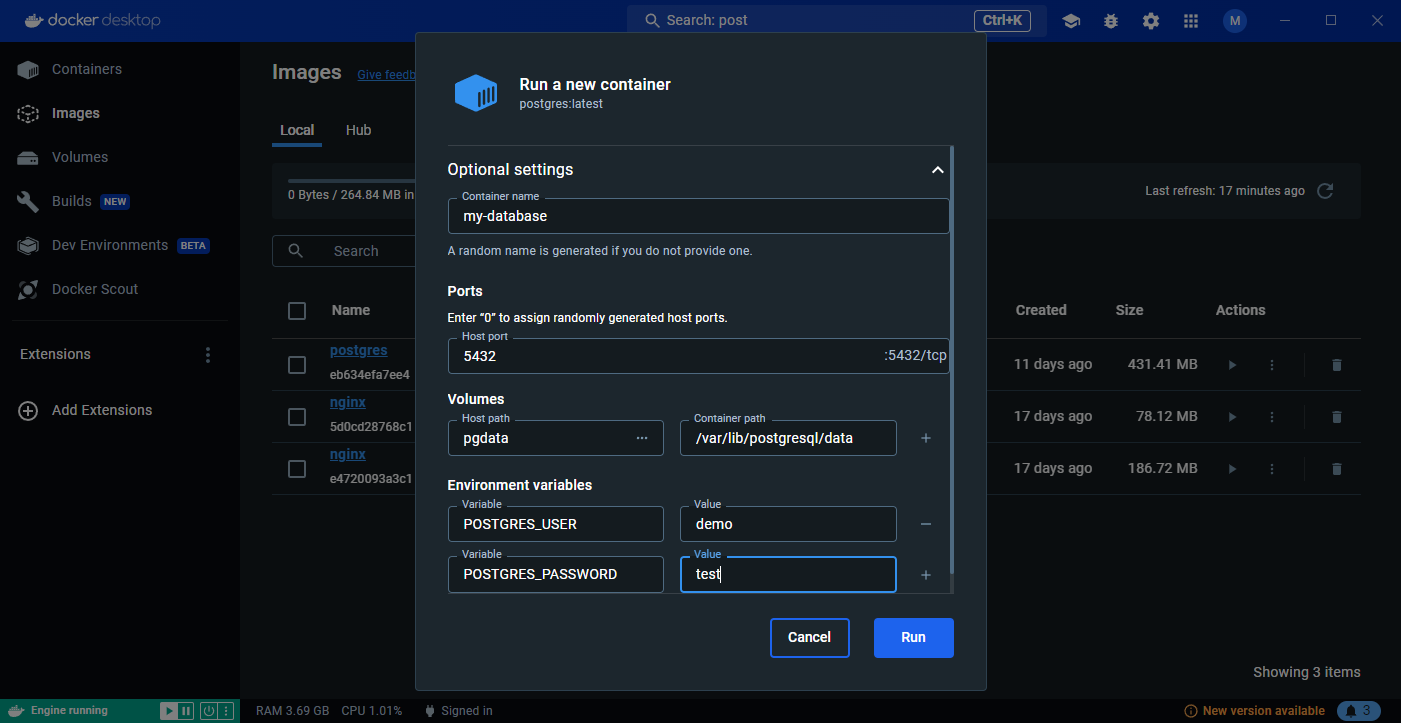 docker desktop
Search: post
Ctrl+K
M
Containers
Images
Volumes
Builds NEW
Dev Environments BETA
Docker Scout
Extensions
Add Extensions
Images Give feedb
Local Hub
0 Bytes / 264.84 MB in
Last refresh: 17 minutes ago
Search
Name Created Size Actions
postgres
eb634efa7ee4
11 days ago 431.41 MB
nginx
5d0cd28768c1
17 days ago 78.12 MB
nginx
e4720093a3c1
17 days ago 186.72 MB
Showing 3 items
Run a new container
postgres:latest
Optional settings
Container name
my-database
A random name is generated if you do not provide one.
Ports
Enter “0” to assign randomly generated host ports.
Host port
5432 :5432/tcp
Volumes
Host path Container path
pgdata ... /var/lib/postgresql/data
Environment variables
Variable Value
POSTGRES_USER demo
Variable Value
POSTGRES_PASSWORD test
Cancel Run
Engine running
RAM 3.69 GB CPU 1.01% Signed in
New version available 3